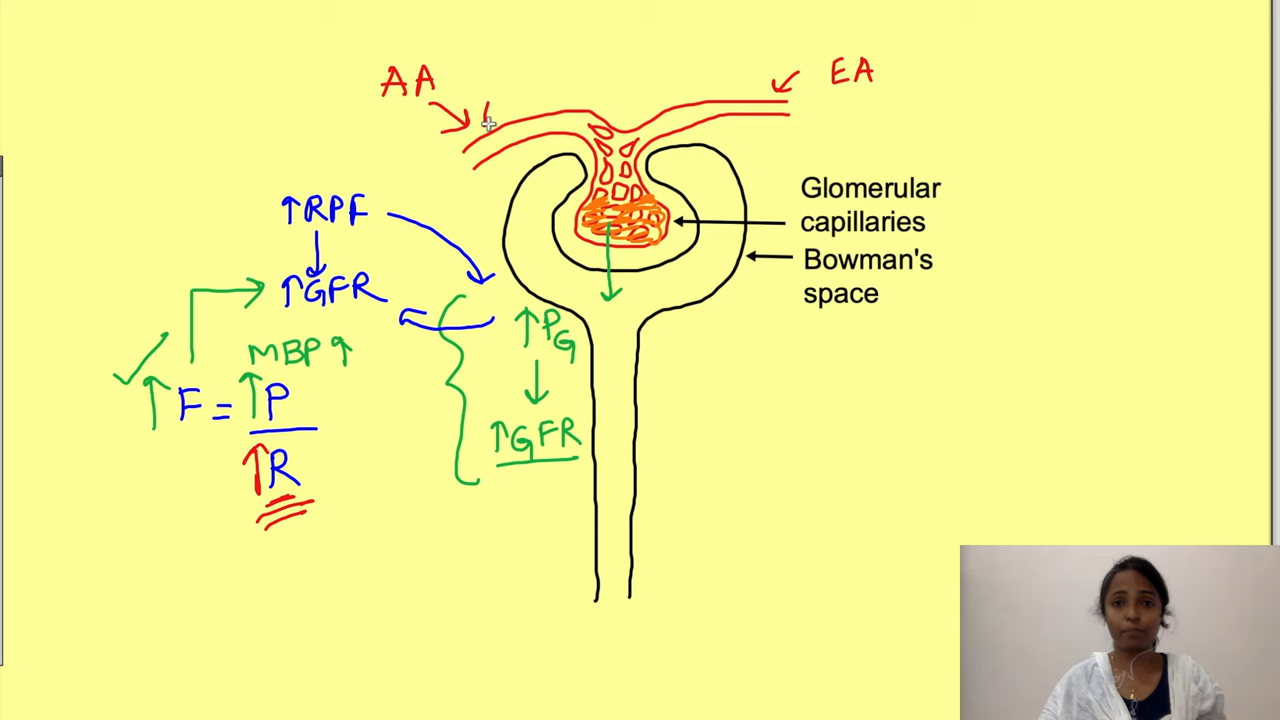 AA
EA
Glomerular
capillaries
Bowman's
space
↑RPF
↓
↑GFR
MBP↑
↑F = ↑P
↑R
↑PG
↓
↑GFR